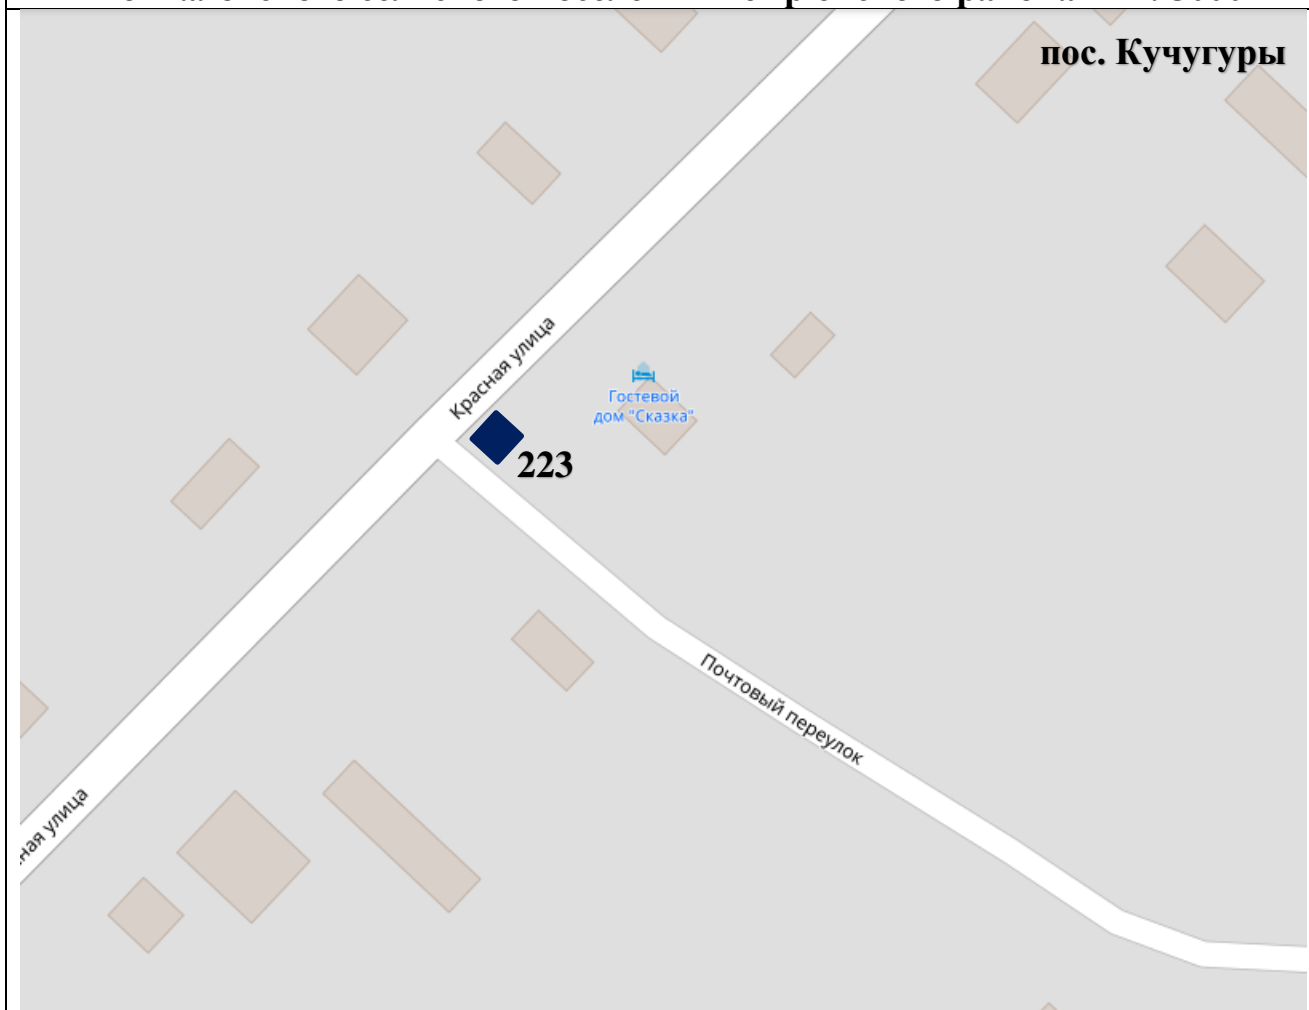 пос. Кучугуры
Красная улица
Гостевой
дом "Сказка"
223
Почтовый переулок
ная улица